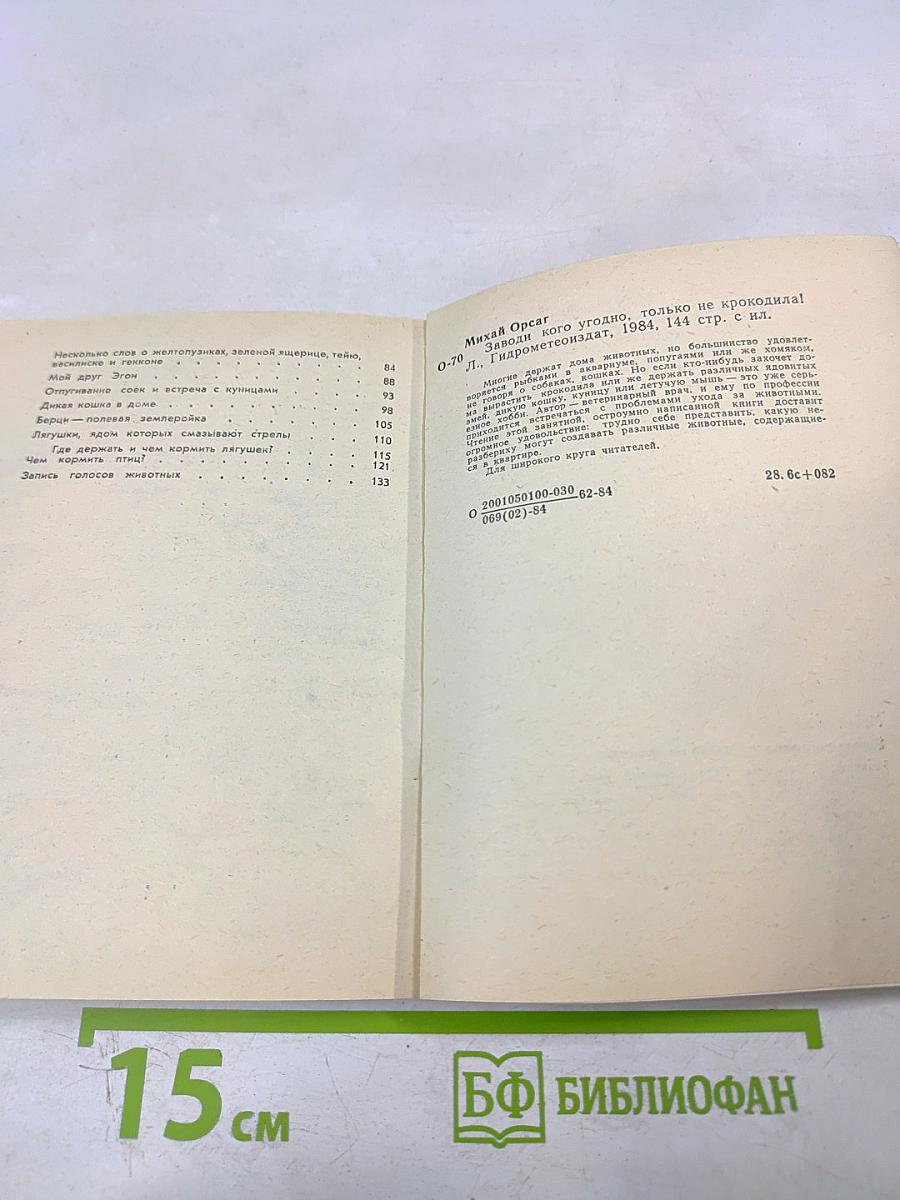 Несколько слов о желтопузиках, зеленой ящерице, тейю,
василиске и гекконе . . . . . . . . . . . 84
Мой друг Эгон . . . . . . . . . . . . 88
Отпугивание соек и встреча с куницами . . . . 93
Дикая кошка в доме . . . . . . . . . . . 98
Берци — полевая землеройка . . . . . . . . 105
Лягушки, ядом которых смазывают стрелы . . . . 110
Где держать и чем кормить лягушек? . . . . . 115
Чем кормить птиц? . . . . . . . . . . . 121
Запись голосов животных . . . . . . . . . 133
Михай Орсаг
О-70 Заводи кого угодно, только не крокодила!
Л., Гидрометеоиздат, 1984, 144 стр. с ил.
Многие держат дома животных, но большинство удовлет-
воряется рыбками в аквариуме, попугаями или же хомяком,
не говоря о собаках, кошках. Но если кто-нибудь захочет до-
ма вырастить крокодила или же держать различных ядовитых
змей, дикую кошку, куницу или летучую мышь — это уже серь-
езное хобби. Автор — ветеринарный врач, и ему по профессии
приходится встречаться с проблемами ухода за животными.
Чтение этой занятной, остроумно написанной книги доставит
огромное удовольствие: трудно себе представить, какую не-
разбериху могут создавать различные животные, содержащие-
ся в квартире.
Для широкого круга читателей.
О 2001050100-030 62-84
069(02)-84
28.6с+082
15 см
БФ БИБЛИОФАН